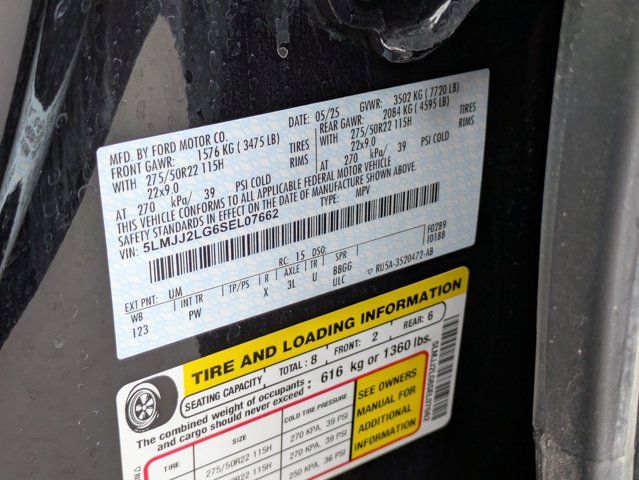 MFD. BY FORD MOTOR CO.
DATE: 05/25 GVWR: 3502 KG ( 7720 LB)
FRONT GAWR: 1576 KG ( 3475 LB) REAR GAWR: 2084 KG ( 4595 LB)
WITH 275/50R22 115H TIRES 275/50R22 115H TIRES
22x9.0 RIMS 22x9.0 RIMS
AT 270 kPa/ 39 PSI COLD AT 270 kPa/ 39 PSI COLD
THIS VEHICLE CONFORMS TO ALL APPLICABLE FEDERAL MOTOR VEHICLE
SAFETY STANDARDS IN EFFECT ON THE DATE OF MANUFACTURE SHOWN ABOVE.
VIN: 5LMJJ2LG6SEL07662 TYPE: MPV
F0289
F01BB
EXT PNT: UM RC: 15 DSO:
WB INT TR TP/PS R AXLE TR SPR
123 PW X 3L U BBGG
ULC ▽ RU5A-3520472-AB
TIRE AND LOADING INFORMATION
SEATING CAPACITY TOTAL : 8 FRONT: 2 REAR: 6
The combined weight of occupants and cargo should never exceed : 616 kg or 1360 lbs.
TIRE SIZE COLD TIRE PRESSURE
275/50R22 115H 270 KPA, 39 PSI
275/50R22 115H 270 KPA, 39 PSI
250 KPA, 36 PSI
SEE OWNERS
MANUAL FOR
ADDITIONAL
INFORMATION
5LMJJ2LG6SEL07662